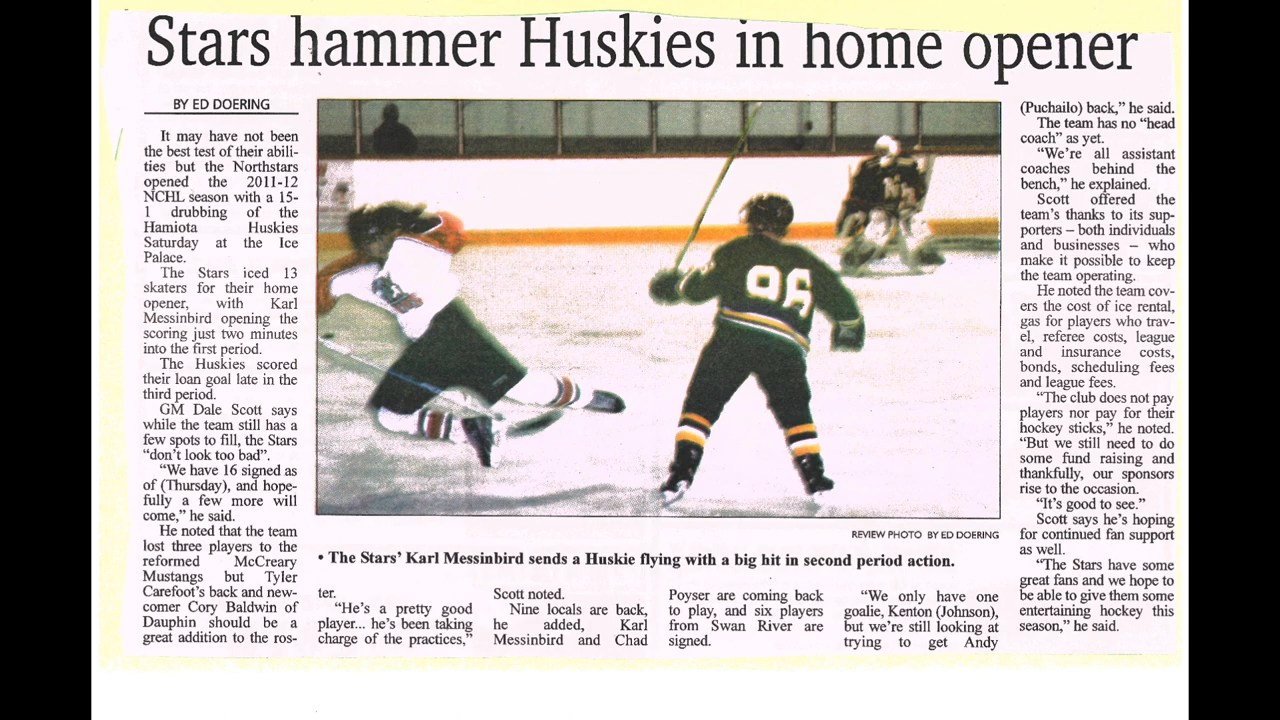 Stars hammer Huskies in home opener
BY ED DOERING
It may have not been
the best test of their abili-
ties but the Northstars
opened the 2011-12
NCHL season with a 15-
1 drubbing of the
Hamiota Huskies
Saturday at the Ice
Palace.
The Stars iced 13
skaters for their home
opener, with Karl
Messinbird opening the
scoring just two minutes
into the first period.
The Huskies scored
their loan goal late in the
third period.
GM Dale Scott says
while the team still has a
few spots to fill, the Stars
“don't look too bad”.
“We have 16 signed as
of (Thursday), and hope-
fully a few more will
come,” he said.
He noted that the team
lost three players to the
reformed McCreary
Mustangs but Tyler
Carefoot's back and new-
comer Cory Baldwin of
Dauphin should be a
great addition to the ros-
96
REVIEW PHOTO BY ED DOERING
• The Stars' Karl Messinbird sends a Huskie flying with a big hit in second period action.
ter.
“He's a pretty good
player... he's been taking
charge of the practices,”
Scott noted.
Nine locals are back,
he added, Karl
Messinbird and Chad
Poyser are coming back
to play, and six players
from Swan River are
signed.
“We only have one
goalie, Kenton (Johnson),
but we're still looking at
trying to get Andy
(Puchailo) back,” he said.
The team has no “head
coach” as yet.
“We're all assistant
coaches behind the
bench,” he explained.
Scott offered the
team's thanks to its sup-
porters – both individuals
and businesses – who
make it possible to keep
the team operating.
He noted the team cov-
ers the cost of ice rental,
gas for players who trav-
el, referee costs, league
and insurance costs,
bonds, scheduling fees
and league fees.
“The club does not pay
players nor pay for their
hockey sticks,” he noted.
“But we still need to do
some fund raising and
thankfully, our sponsors
rise to the occasion.
“It's good to see.”
Scott says he's hoping
for continued fan support
as well.
“The Stars have some
great fans and we hope to
be able to give them some
entertaining hockey this
season,” he said.